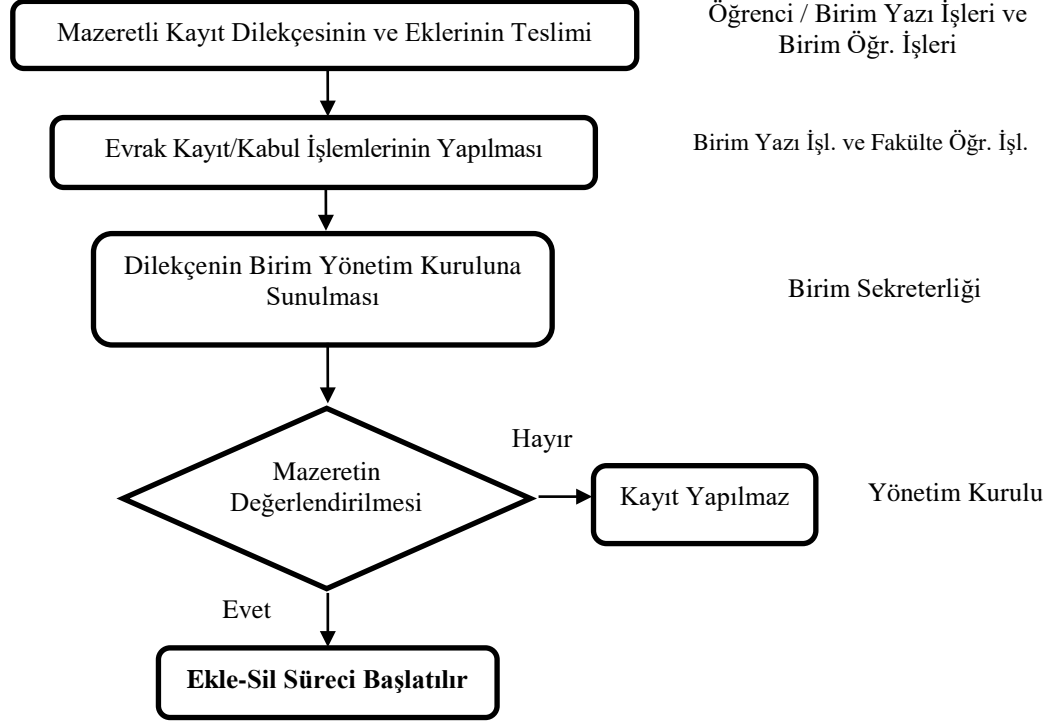 Mazeretli Kayıt Dilekçesinin ve Eklerinin Teslimi
Öğrenci / Birim Yazı İşleri ve
Birim Öğr. İşleri
Evrak Kayıt/Kabul İşlemlerinin Yapılması
Birim Yazı İşl. ve Fakülte Öğr. İşl.
Dilekçenin Birim Yönetim Kuruluna
Sunulması
Birim Sekreterliği
Mazeretin
Değerlendirilmesi
Hayır
Kayıt Yapılmaz
Yönetim Kurulu
Evet
Ekle-Sil Süreci Başlatılır